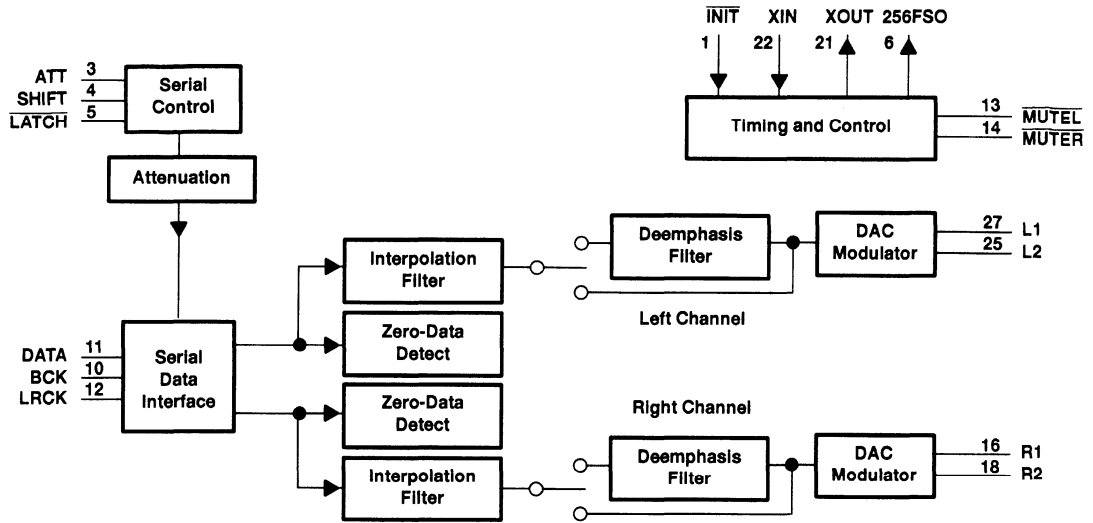 INIT XIN XOUT 256FSO
1 22 21 6
ATT 3
SHIFT 4
LATCH 5
Serial
Control
Timing and Control
13 MUTEL
14 MUTER
Attenuation
Interpolation
Filter
Deemphasis
Filter
DAC
Modulator
27 L1
25 L2
Left Channel
Zero-Data
Detect
DATA 11
BCK 10
LRCK 12
Serial
Data
Interface
Zero-Data
Detect
Right Channel
Interpolation
Filter
Deemphasis
Filter
DAC
Modulator
16 R1
18 R2